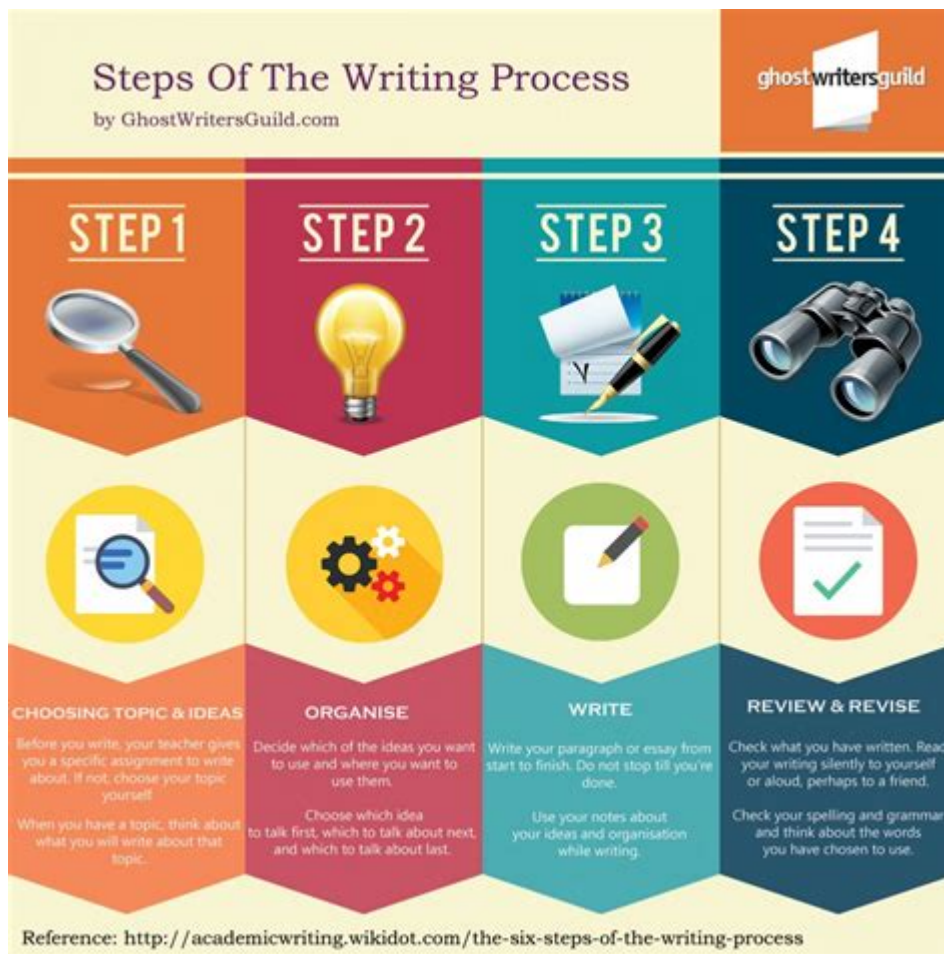 Steps Of The Writing Process
by GhostWritersGuild.com
ghostwritersguild
STEP 1
STEP 2
STEP 3
STEP 4
CHOOSING TOPIC & IDEAS
Before you write, your teacher gives
you a specific assignment to write
about. If not, choose your topic
yourself
When you have a topic, think about
what you will write about that
topic.
ORGANISE
Decide which of the ideas you want
to use and where you want to
use them.
Choose which idea
to talk first, which to talk about next,
and which to talk about last.
WRITE
Write your paragraph or essay from
start to finish. Do not stop till you're
done.
Use your notes about
your ideas and organisation
while writing.
REVIEW & REVISE
Check what you have written. Read
your writing silently to yourself
or aloud, perhaps to a friend.
Check your spelling and grammar
and think about the words
you have chosen to use.
Reference: http://academicwriting.wikidot.com/the-six-steps-of-the-writing-process